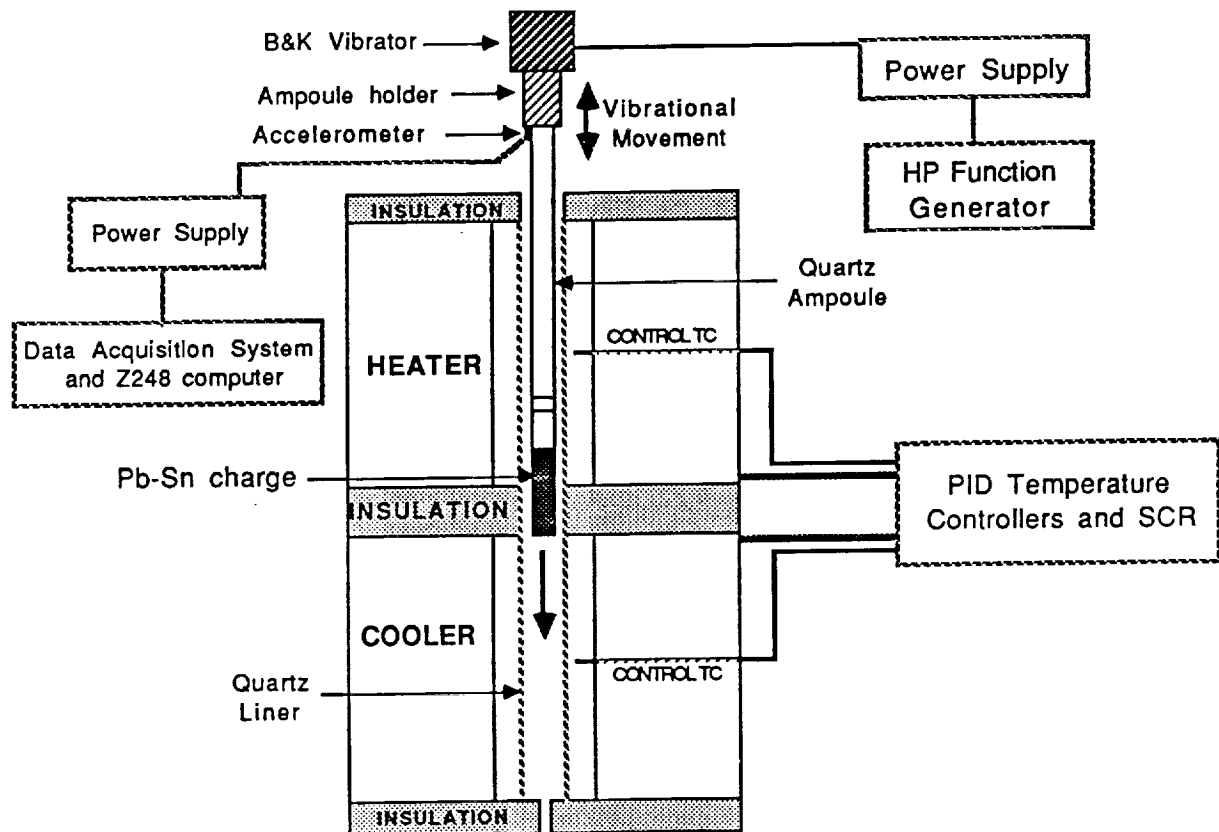 B&K Vibrator
Power Supply
Ampoule holder
Vibrational
Movement
Accelerometer
HP Function
Generator
INSULATION
Power Supply
Quartz
Ampoule
CONTROL TC
Data Acquisition System
and Z248 computer
HEATER
Pb-Sn charge
PID Temperature
Controllers and SCR
INSULATION
COOLER
CONTROL TC
Quartz
Liner
INSULATION